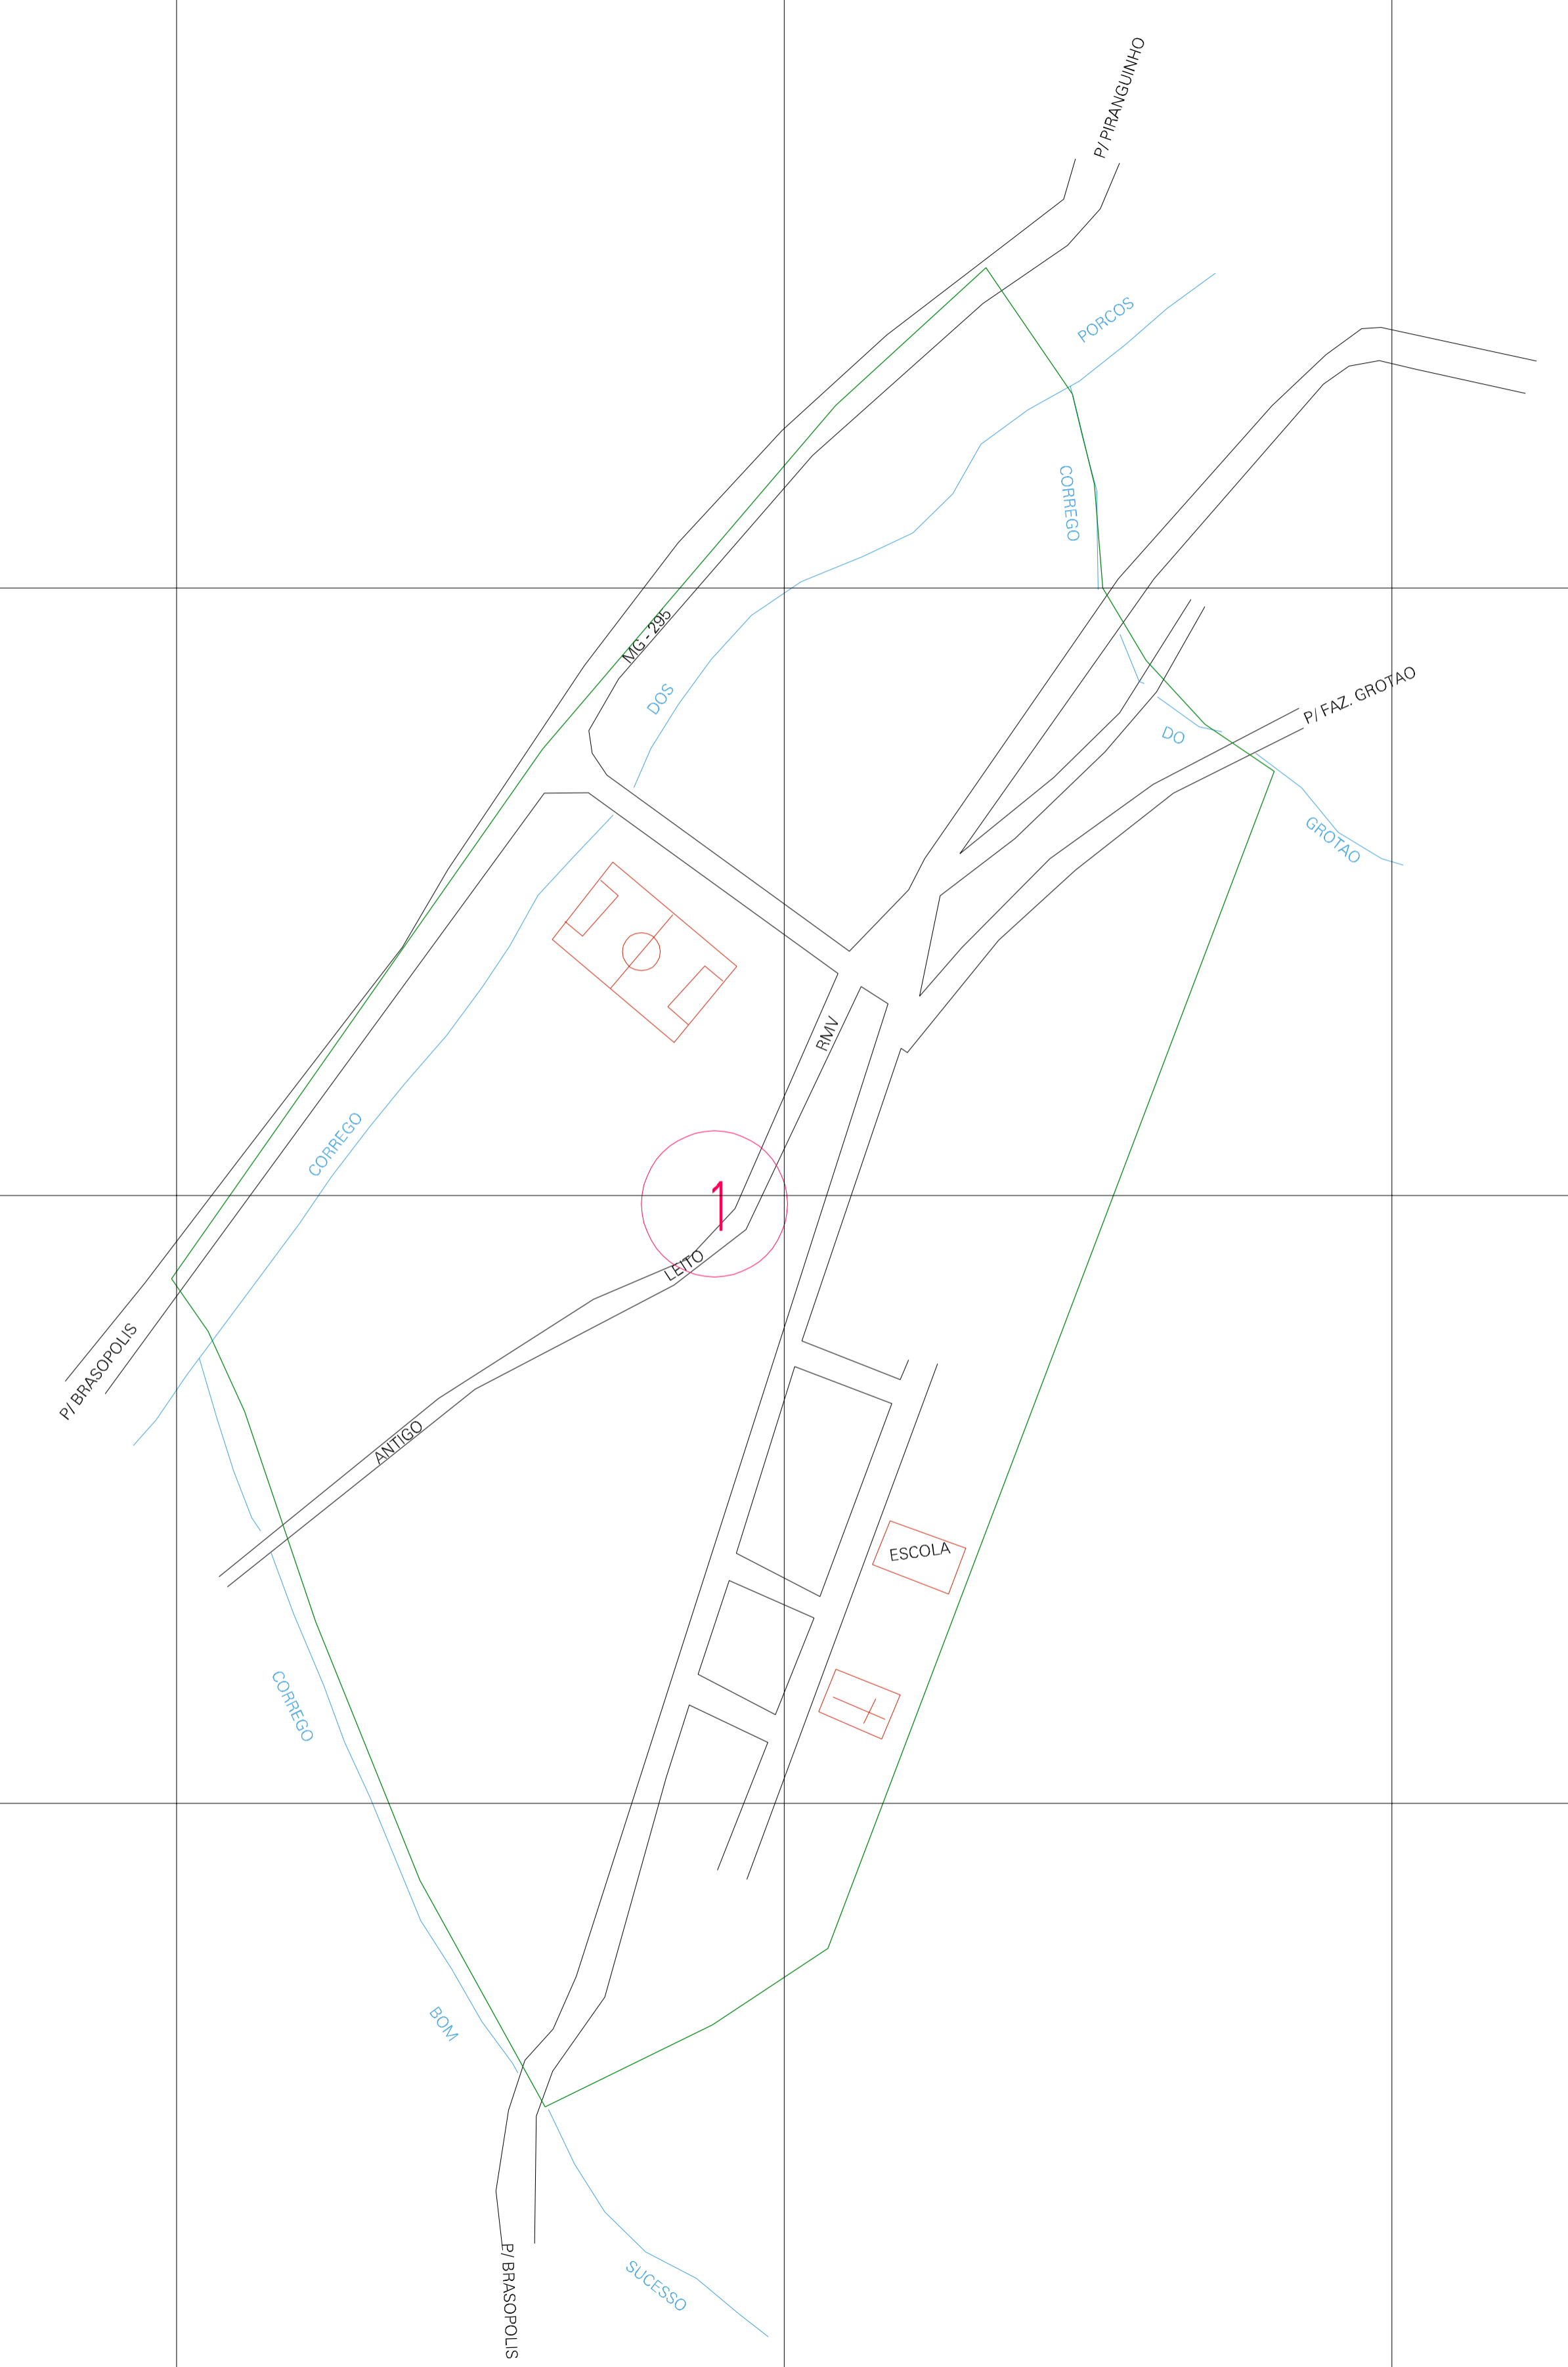 P/ PIRANGUINHO
PORCOS
CORREGO
MG - 295
DOS
P/ FAZ. GROTAO
DO
GROTAO
RMV
CORREGO
1
LEITO
P/ BRASOPOLIS
ANTIGO
ESCOLA
CORREGO
BOM
P/ BRASOPOLIS
SUCESSO